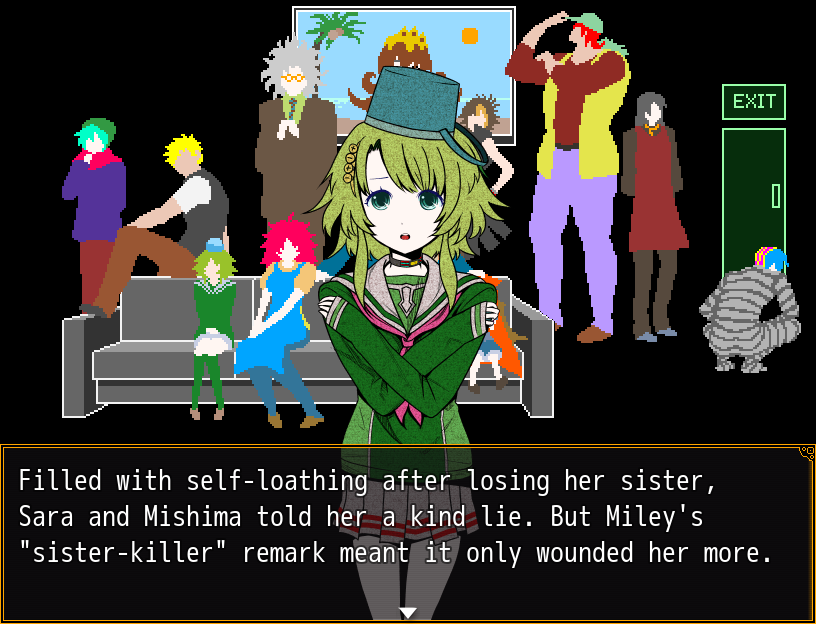 EXIT
Filled with self-loathing after losing her sister,
Sara and Mishima told her a kind lie. But Miley's
"sister-killer" remark meant it only wounded her more.